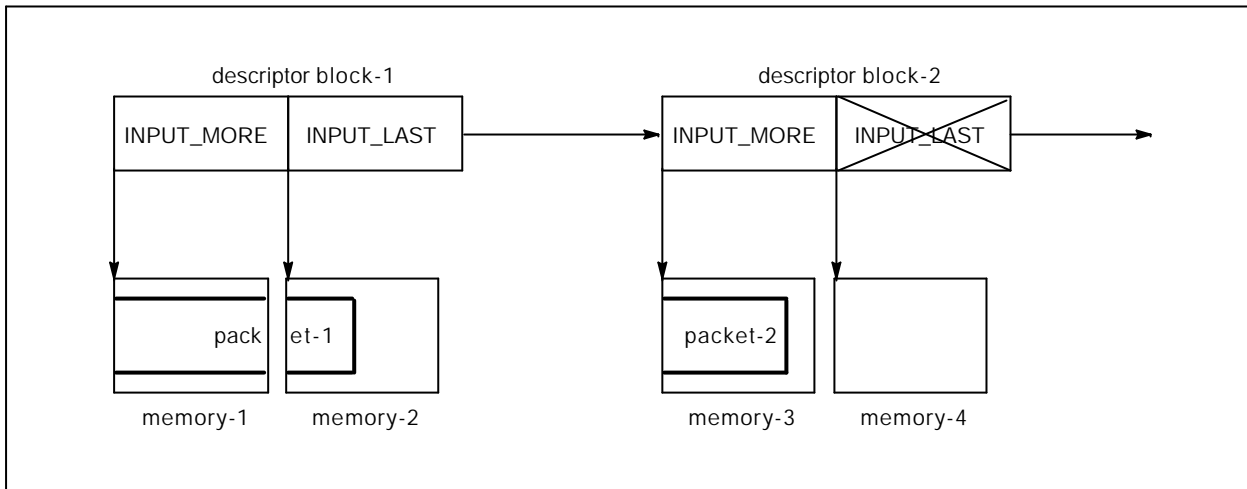 descriptor block-1
descriptor block-2
INPUT_MORE
INPUT_LAST
INPUT_MORE
INPUT_LAST
pack
et-1
packet-2
memory-1
memory-2
memory-3
memory-4